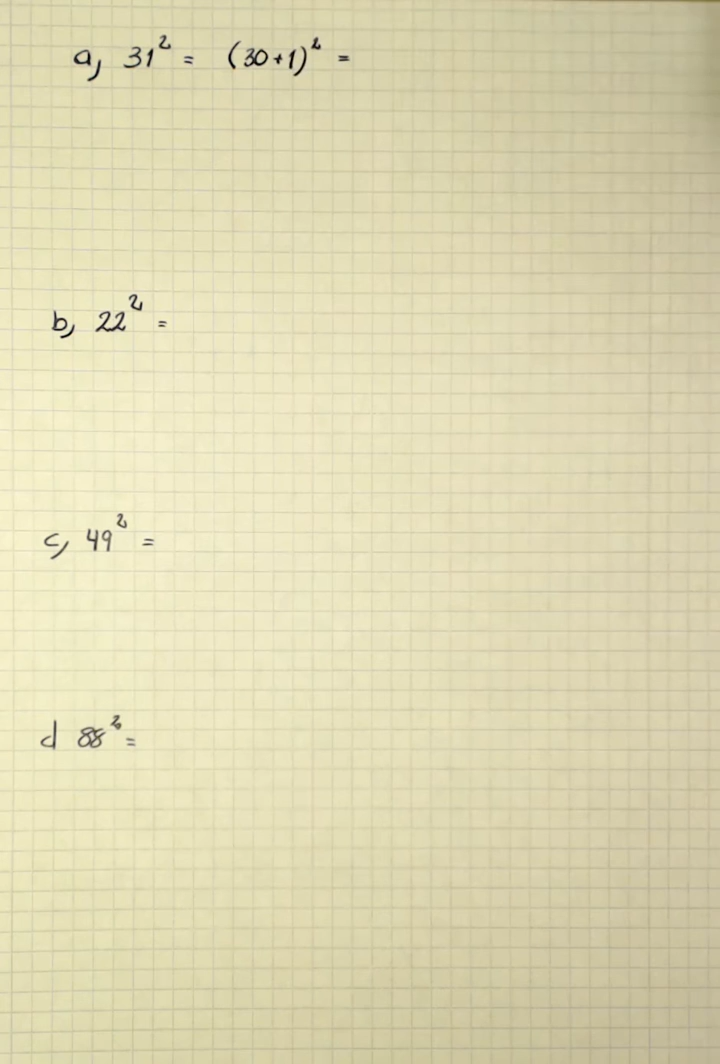 a) 31² = (30+1)² =
b) 22² =
c) 49² =
d 88² =